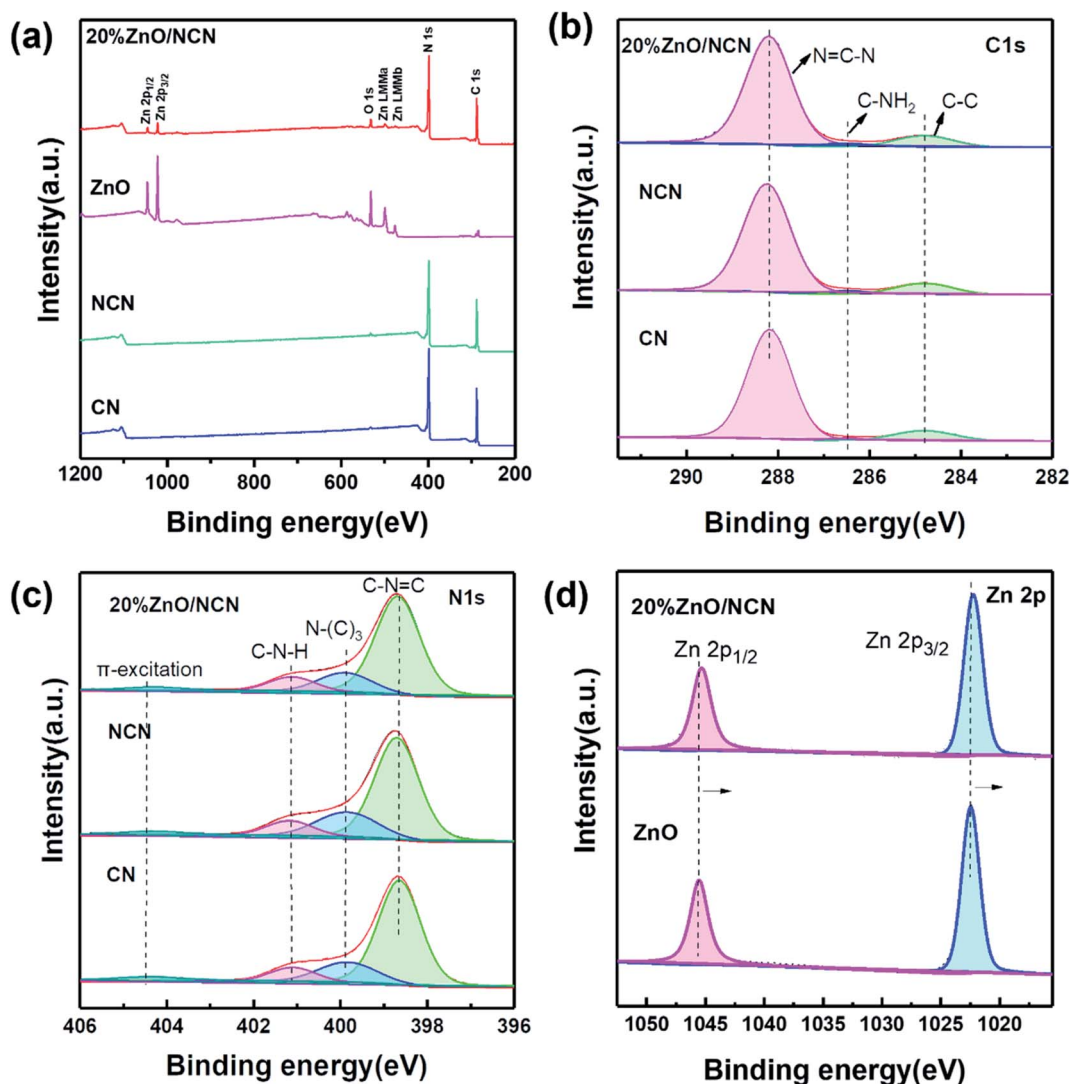 (a)
20%ZnO/NCN
Zn 2p1/2
Zn 2p3/2
O 1s
Zn LMMa
Zn LMMb
N 1s
C 1s
ZnO
NCN
CN
Intensity(a.u.)
1200 1000 800 600 400 200
Binding energy(eV)
(b)
20%ZnO/NCN
C1s
N=C-N
C-NH2
C-C
NCN
CN
Intensity(a.u.)
290 288 286 284 282
Binding energy(eV)
(c)
20%ZnO/NCN
C-N=C
N1s
N-(C)3
C-N-H
π-excitation
NCN
CN
Intensity(a.u.)
406 404 402 400 398 396
Binding energy(eV)
(d)
20%ZnO/NCN
Zn 2p
Zn 2p1/2
Zn 2p3/2
ZnO
Intensity(a.u.)
1050 1045 1040 1035 1030 1025 1020
Binding energy(eV)